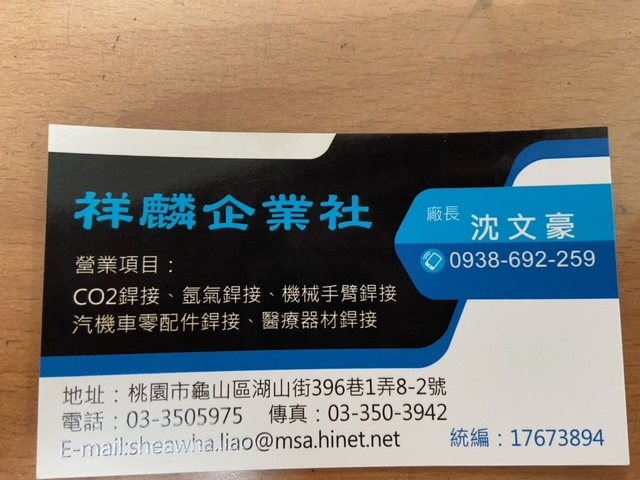 祥麟企業社
廠長 沈文豪
0938-692-259
營業項目：
CO2銲接、氬氣銲接、機械手臂銲接
汽機車零配件銲接、醫療器材銲接
地址：桃園市龜山區湖山街396巷1弄8-2號
電話：03-3505975 傳真：03-350-3942
E-mail:sheawha.liao@msa.hinet.net
統編：17673894